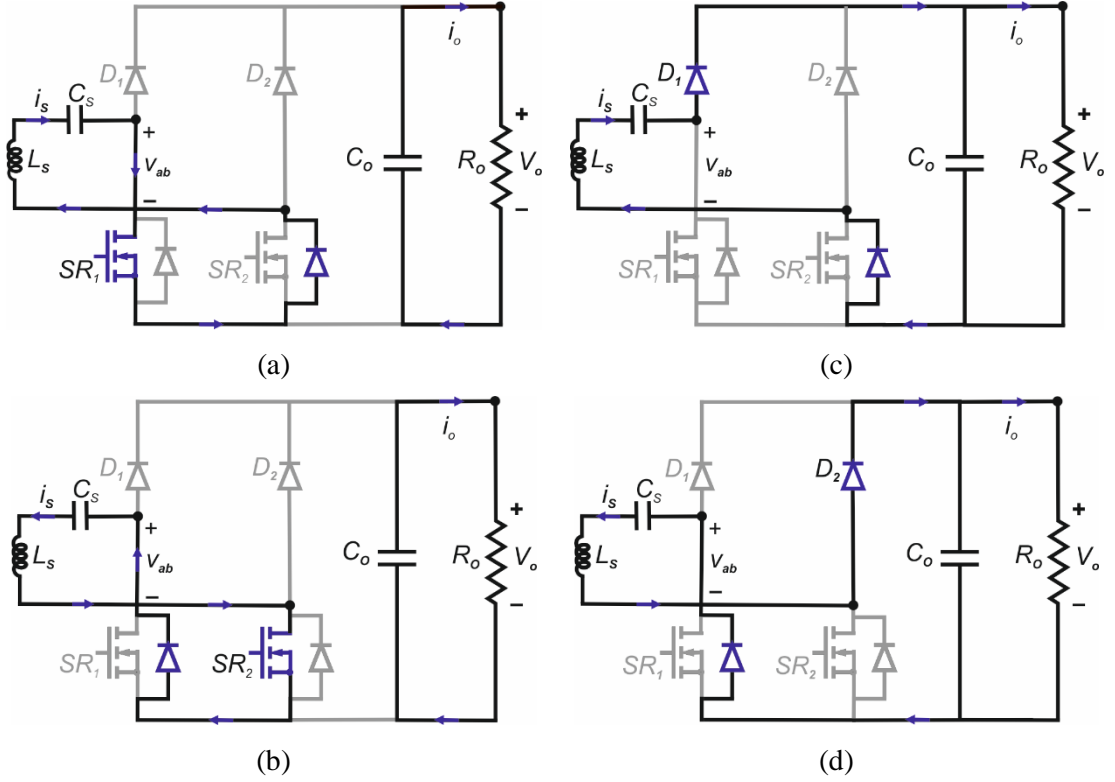 D1 D2 io
is Cs
+
Ls vab Co Ro + Vo −
−
SR1 SR2
(a)
D1 D2 io
is Cs
+
Ls vab Co Ro + Vo −
−
SR1 SR2
(c)
D1 D2 io
is Cs
+
Ls vab Co Ro + Vo −
−
SR1 SR2
(b)
D1 D2 io
is Cs
+
Ls vab Co Ro + Vo −
−
SR1 SR2
(d)